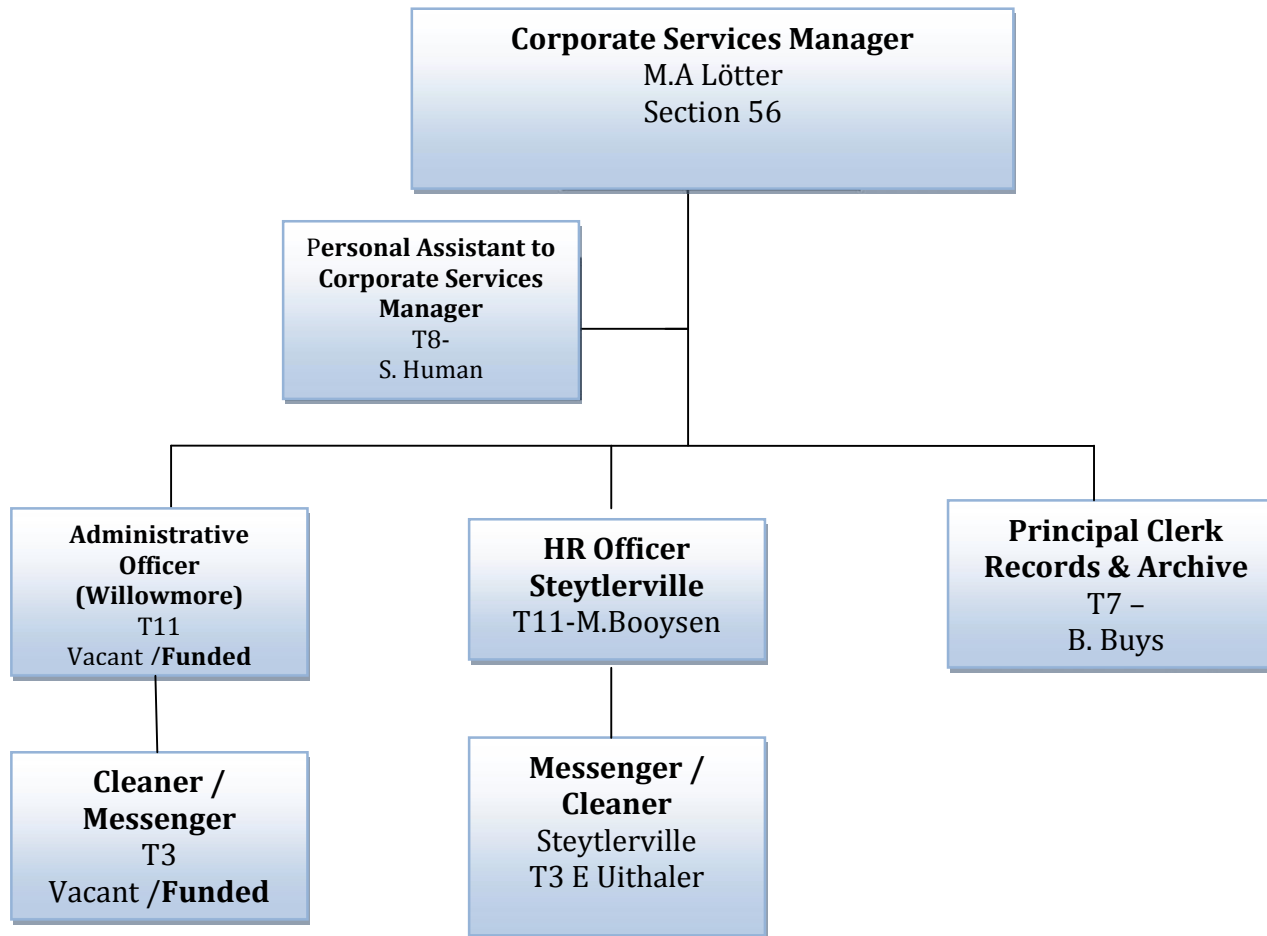 Corporate Services Manager
M.A Lötter
Section 56
Personal Assistant to
Corporate Services
Manager
T8-
S. Human
Administrative
Officer
(Willowmore)
T11
Vacant /Funded
HR Officer
Steytlerville
T11-M.Booysen
Principal Clerk
Records & Archive
T7 –
B. Buys
Cleaner /
Messenger
T3
Vacant /Funded
Messenger /
Cleaner
Steytlerville
T3 E Uithaler